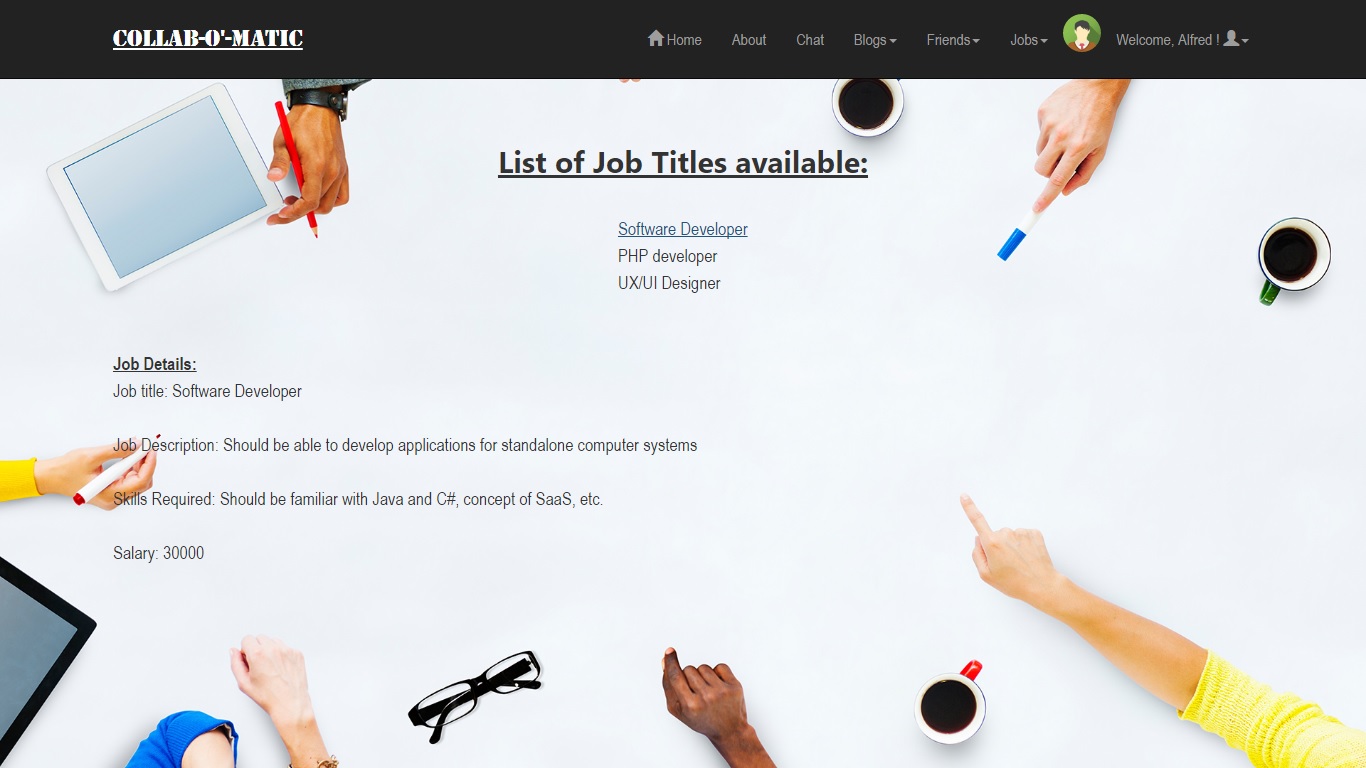 COLLAB-O'-MATIC
Home About Chat Blogs Friends Jobs Welcome, Alfred !
List of Job Titles available:
Software Developer
PHP developer
UX/UI Designer
Job Details:
Job title: Software Developer
Job Description: Should be able to develop applications for standalone computer systems
Skills Required: Should be familiar with Java and C#, concept of SaaS, etc.
Salary: 30000